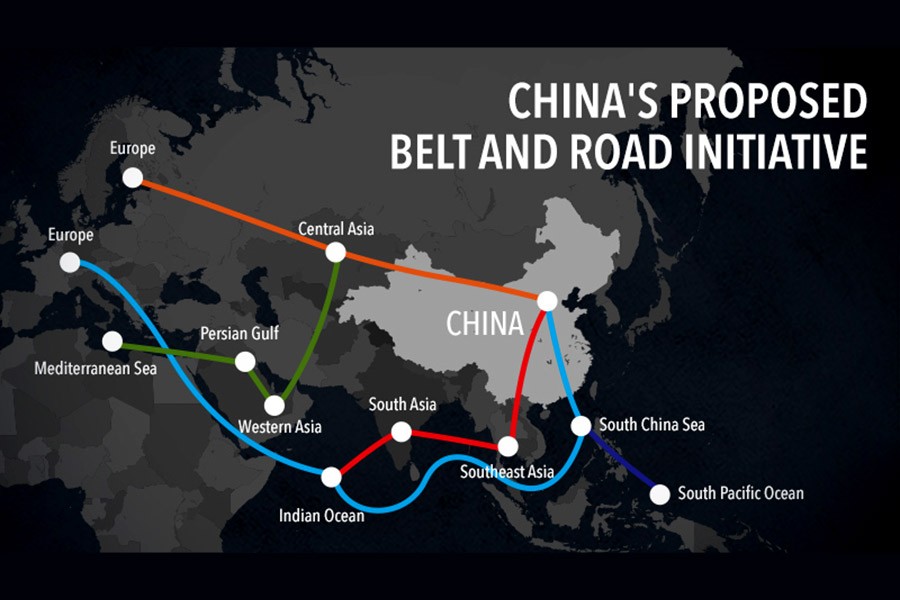 CHINA'S PROPOSED
BELT AND ROAD INITIATIVE
Europe
Central Asia
Europe
CHINA
Persian Gulf
Mediterranean Sea
South Asia
Western Asia
South China Sea
Southeast Asia
South Pacific Ocean
Indian Ocean